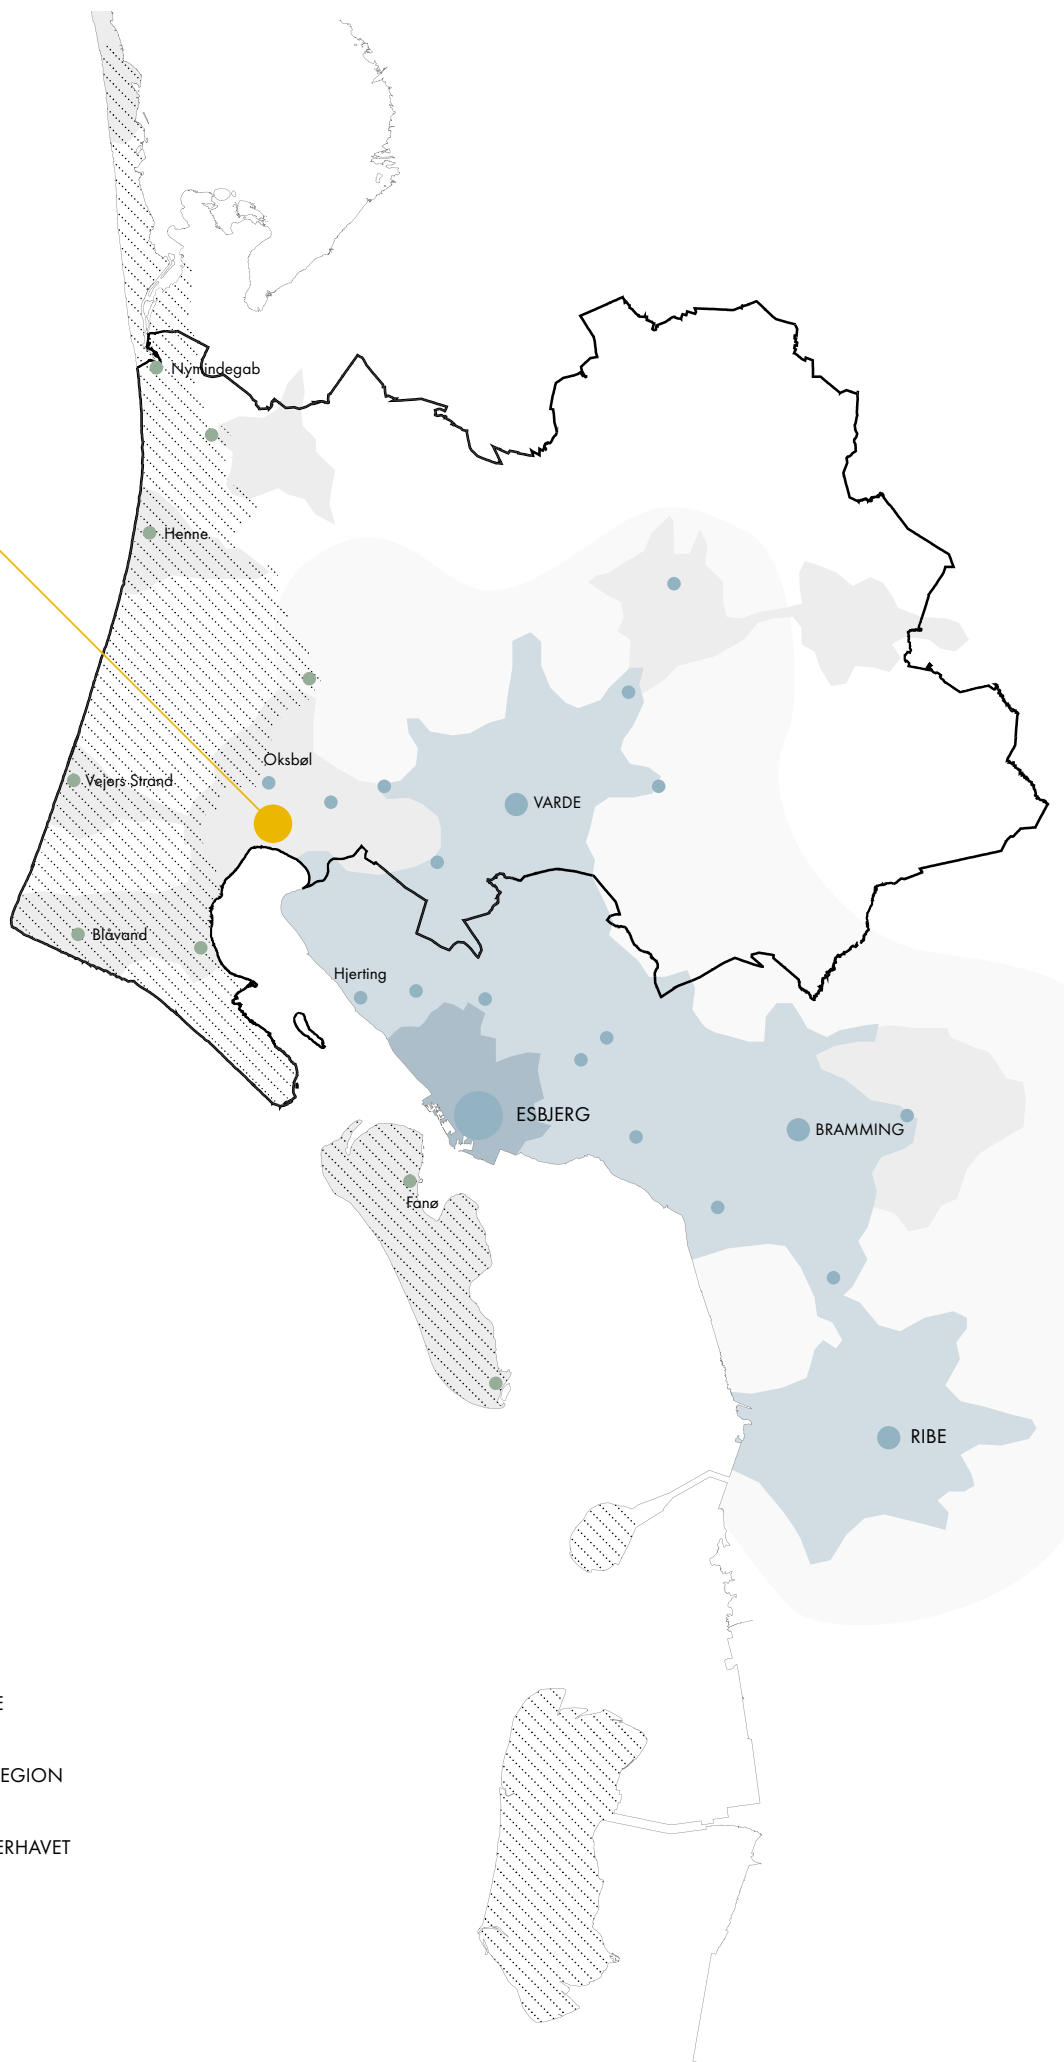 Nymindegab
Henne
Oksbøl
Vejers Strand
VARDE
Blåvand
Hjerting
ESBJERG
BRAMMING
Fanø
RIBE
E
EGION
ERHAVET